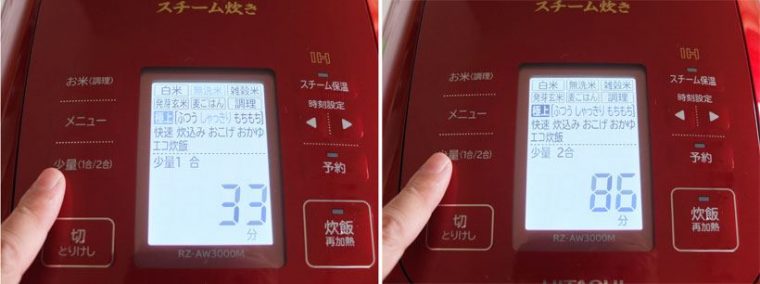 スチーム炊き
IH
お米(調理)
メニュー
少量(1合/2合)
切
とりけし
白米 無洗米 雑穀米
発芽玄米 麦ごはん 調理
極上 ふつう しゃっきり もちもち
快速 炊込み おこげ おかゆ
エコ炊飯
少量1 合
33
分
RZ-AW3000M
スチーム保温
時刻設定
予約
炊飯
再加熱
スチーム炊き
IH
お米(調理)
メニュー
少量(1合/2合)
切
とりけし
白米 無洗米 雑穀米
発芽玄米 麦ごはん 調理
極上 ふつう しゃっきり もちもち
快速 炊込み おこげ おかゆ
エコ炊飯
少量 2合
86
分
RZ-AW3000M
スチーム保温
時刻設定
予約
炊飯
再加熱
HITACHI